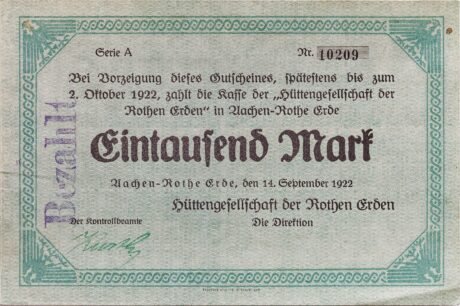 Serie A
Nr. 10209
Bei Vorzeigung dieses Gutscheines, spätestens bis zum
2. Oktober 1922, zahlt die Kasse der „Hüttengesellschaft der
Rothen Erden“ in Aachen-Rothe Erde
Eintausend Mark
Aachen-Rothe Erde, den 14. September 1922
Hüttengesellschaft der Rothen Erden
Der Kontrollbeamte
Die Direktion
Bezahlt